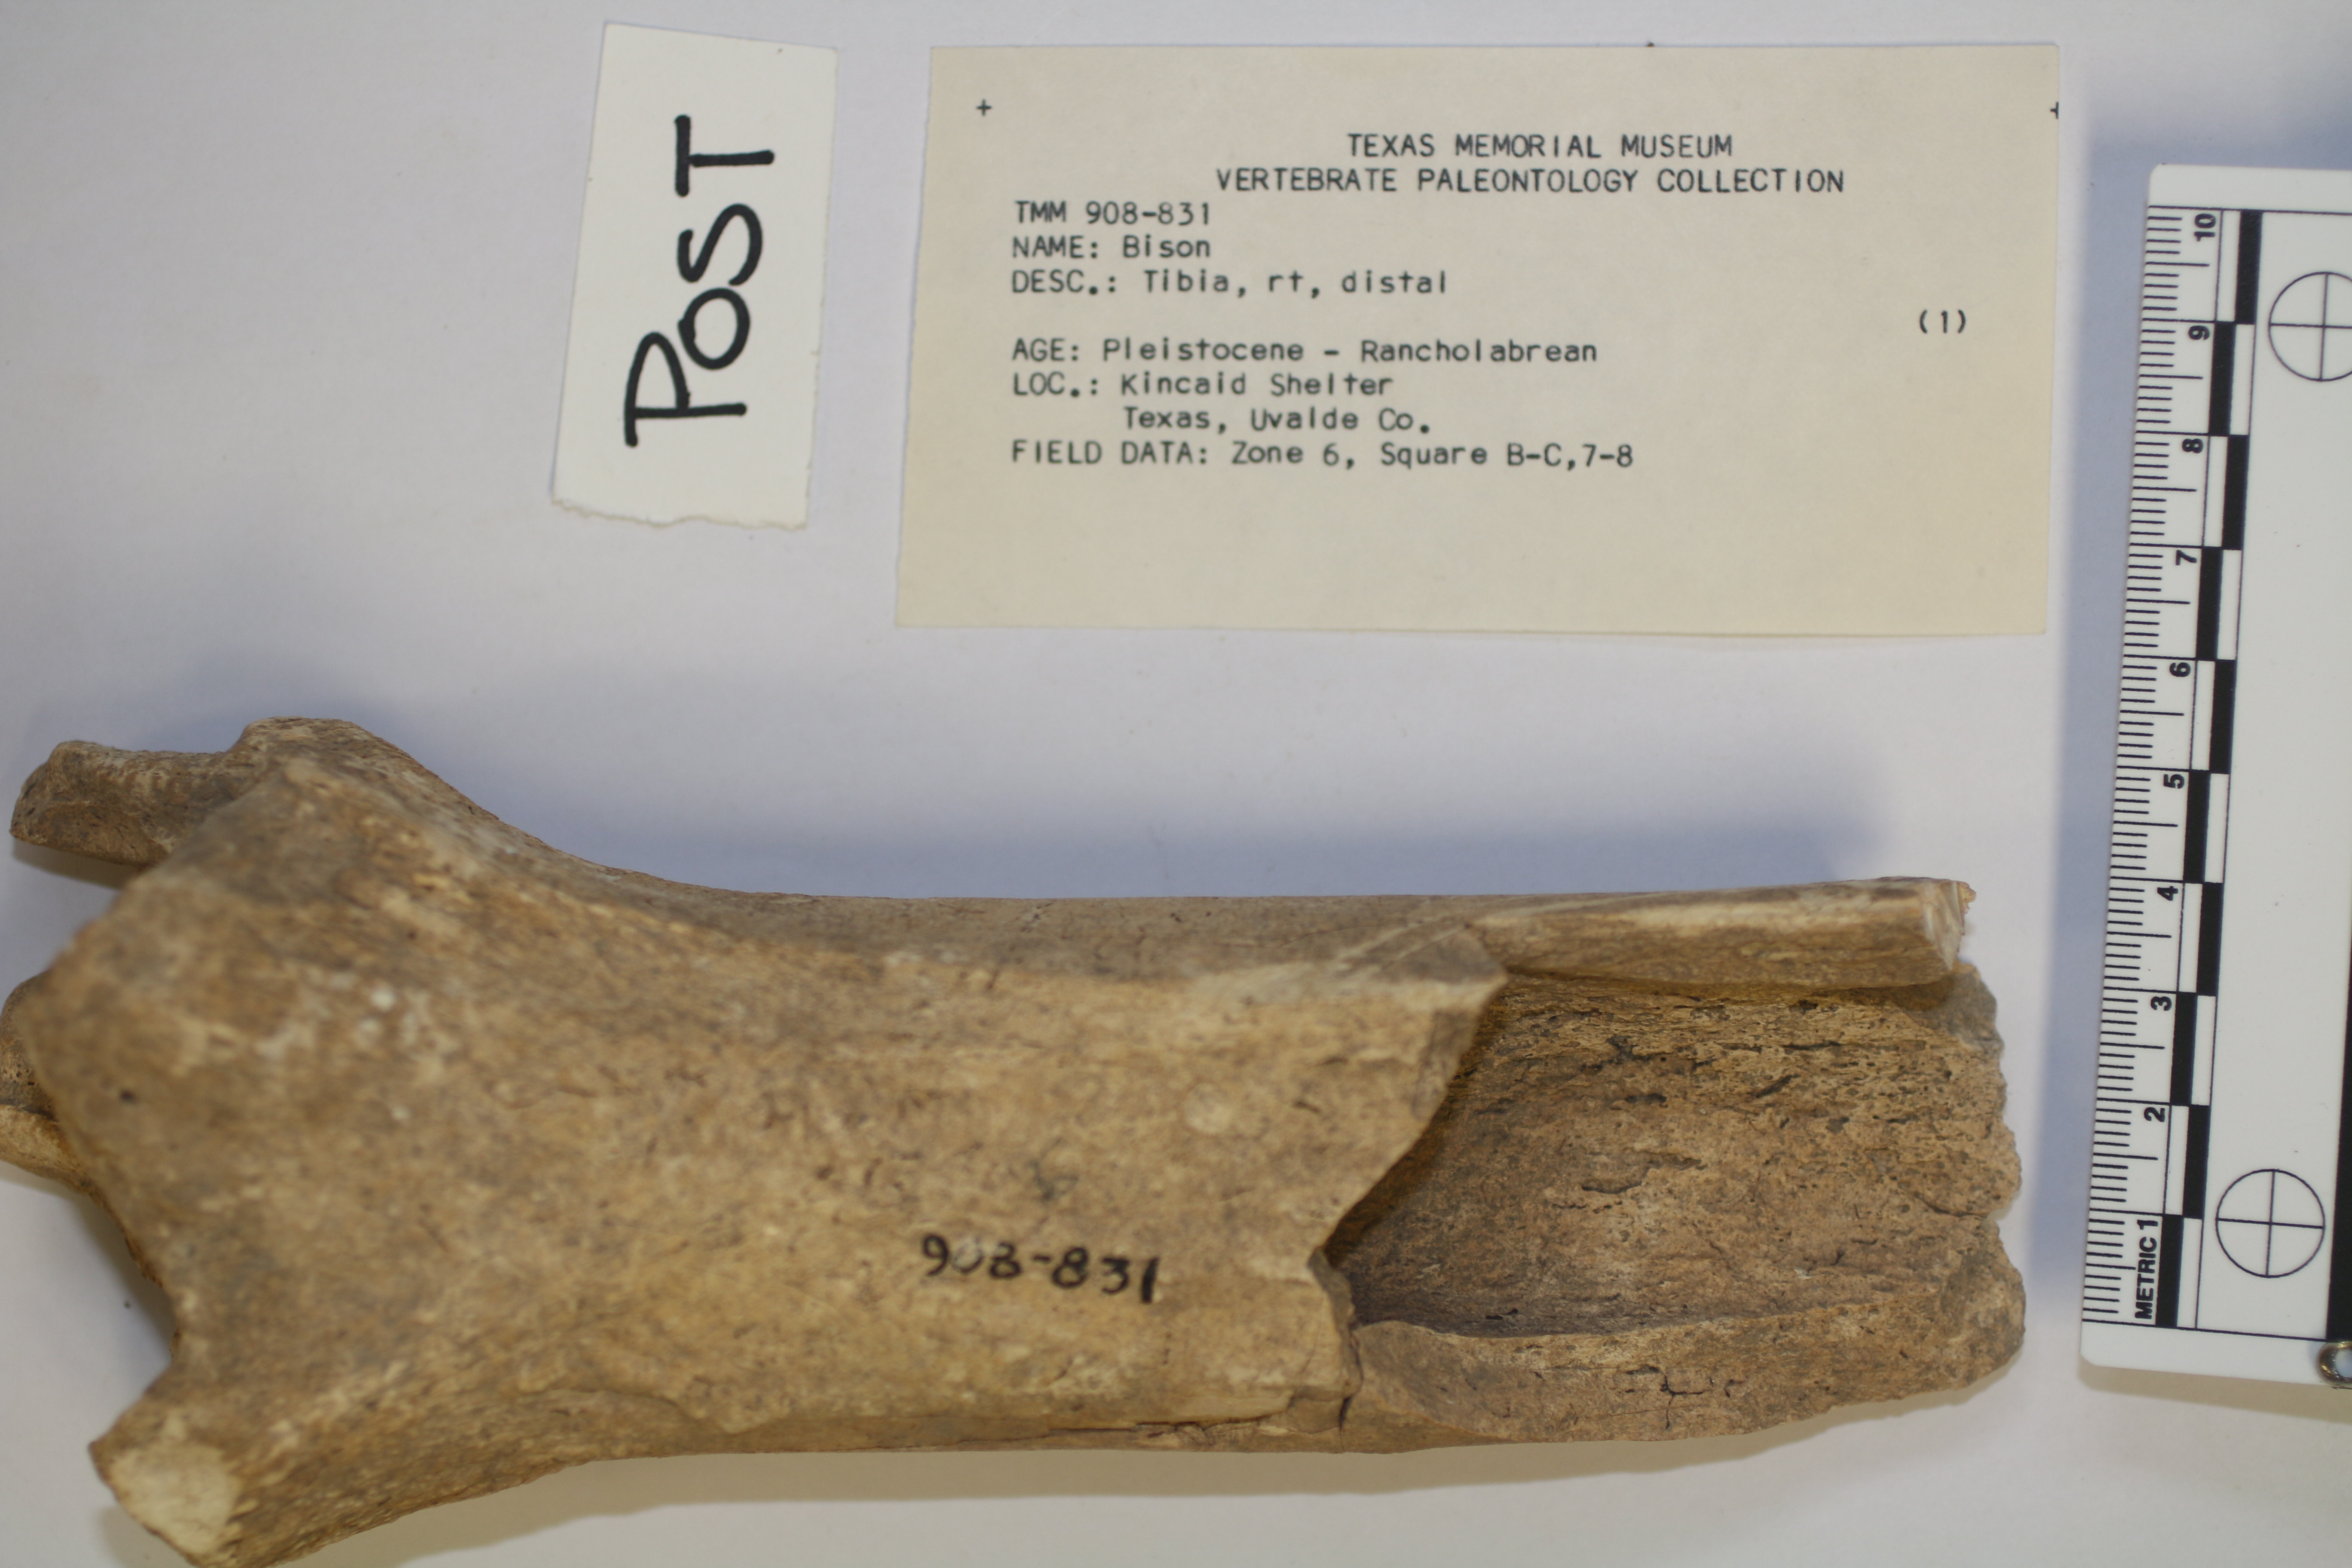 POST
+ +
TEXAS MEMORIAL MUSEUM
VERTEBRATE PALEONTOLOGY COLLECTION
TMM 908-831
NAME: Bison
DESC.: Tibia, rt, distal
(1)
AGE: Pleistocene - Rancholabrean
LOC.: Kincaid Shelter
Texas, Uvalde Co.
FIELD DATA: Zone 6, Square B-C,7-8
10
9
8
7
6
5
4
3
2
METRIC 1
908-831